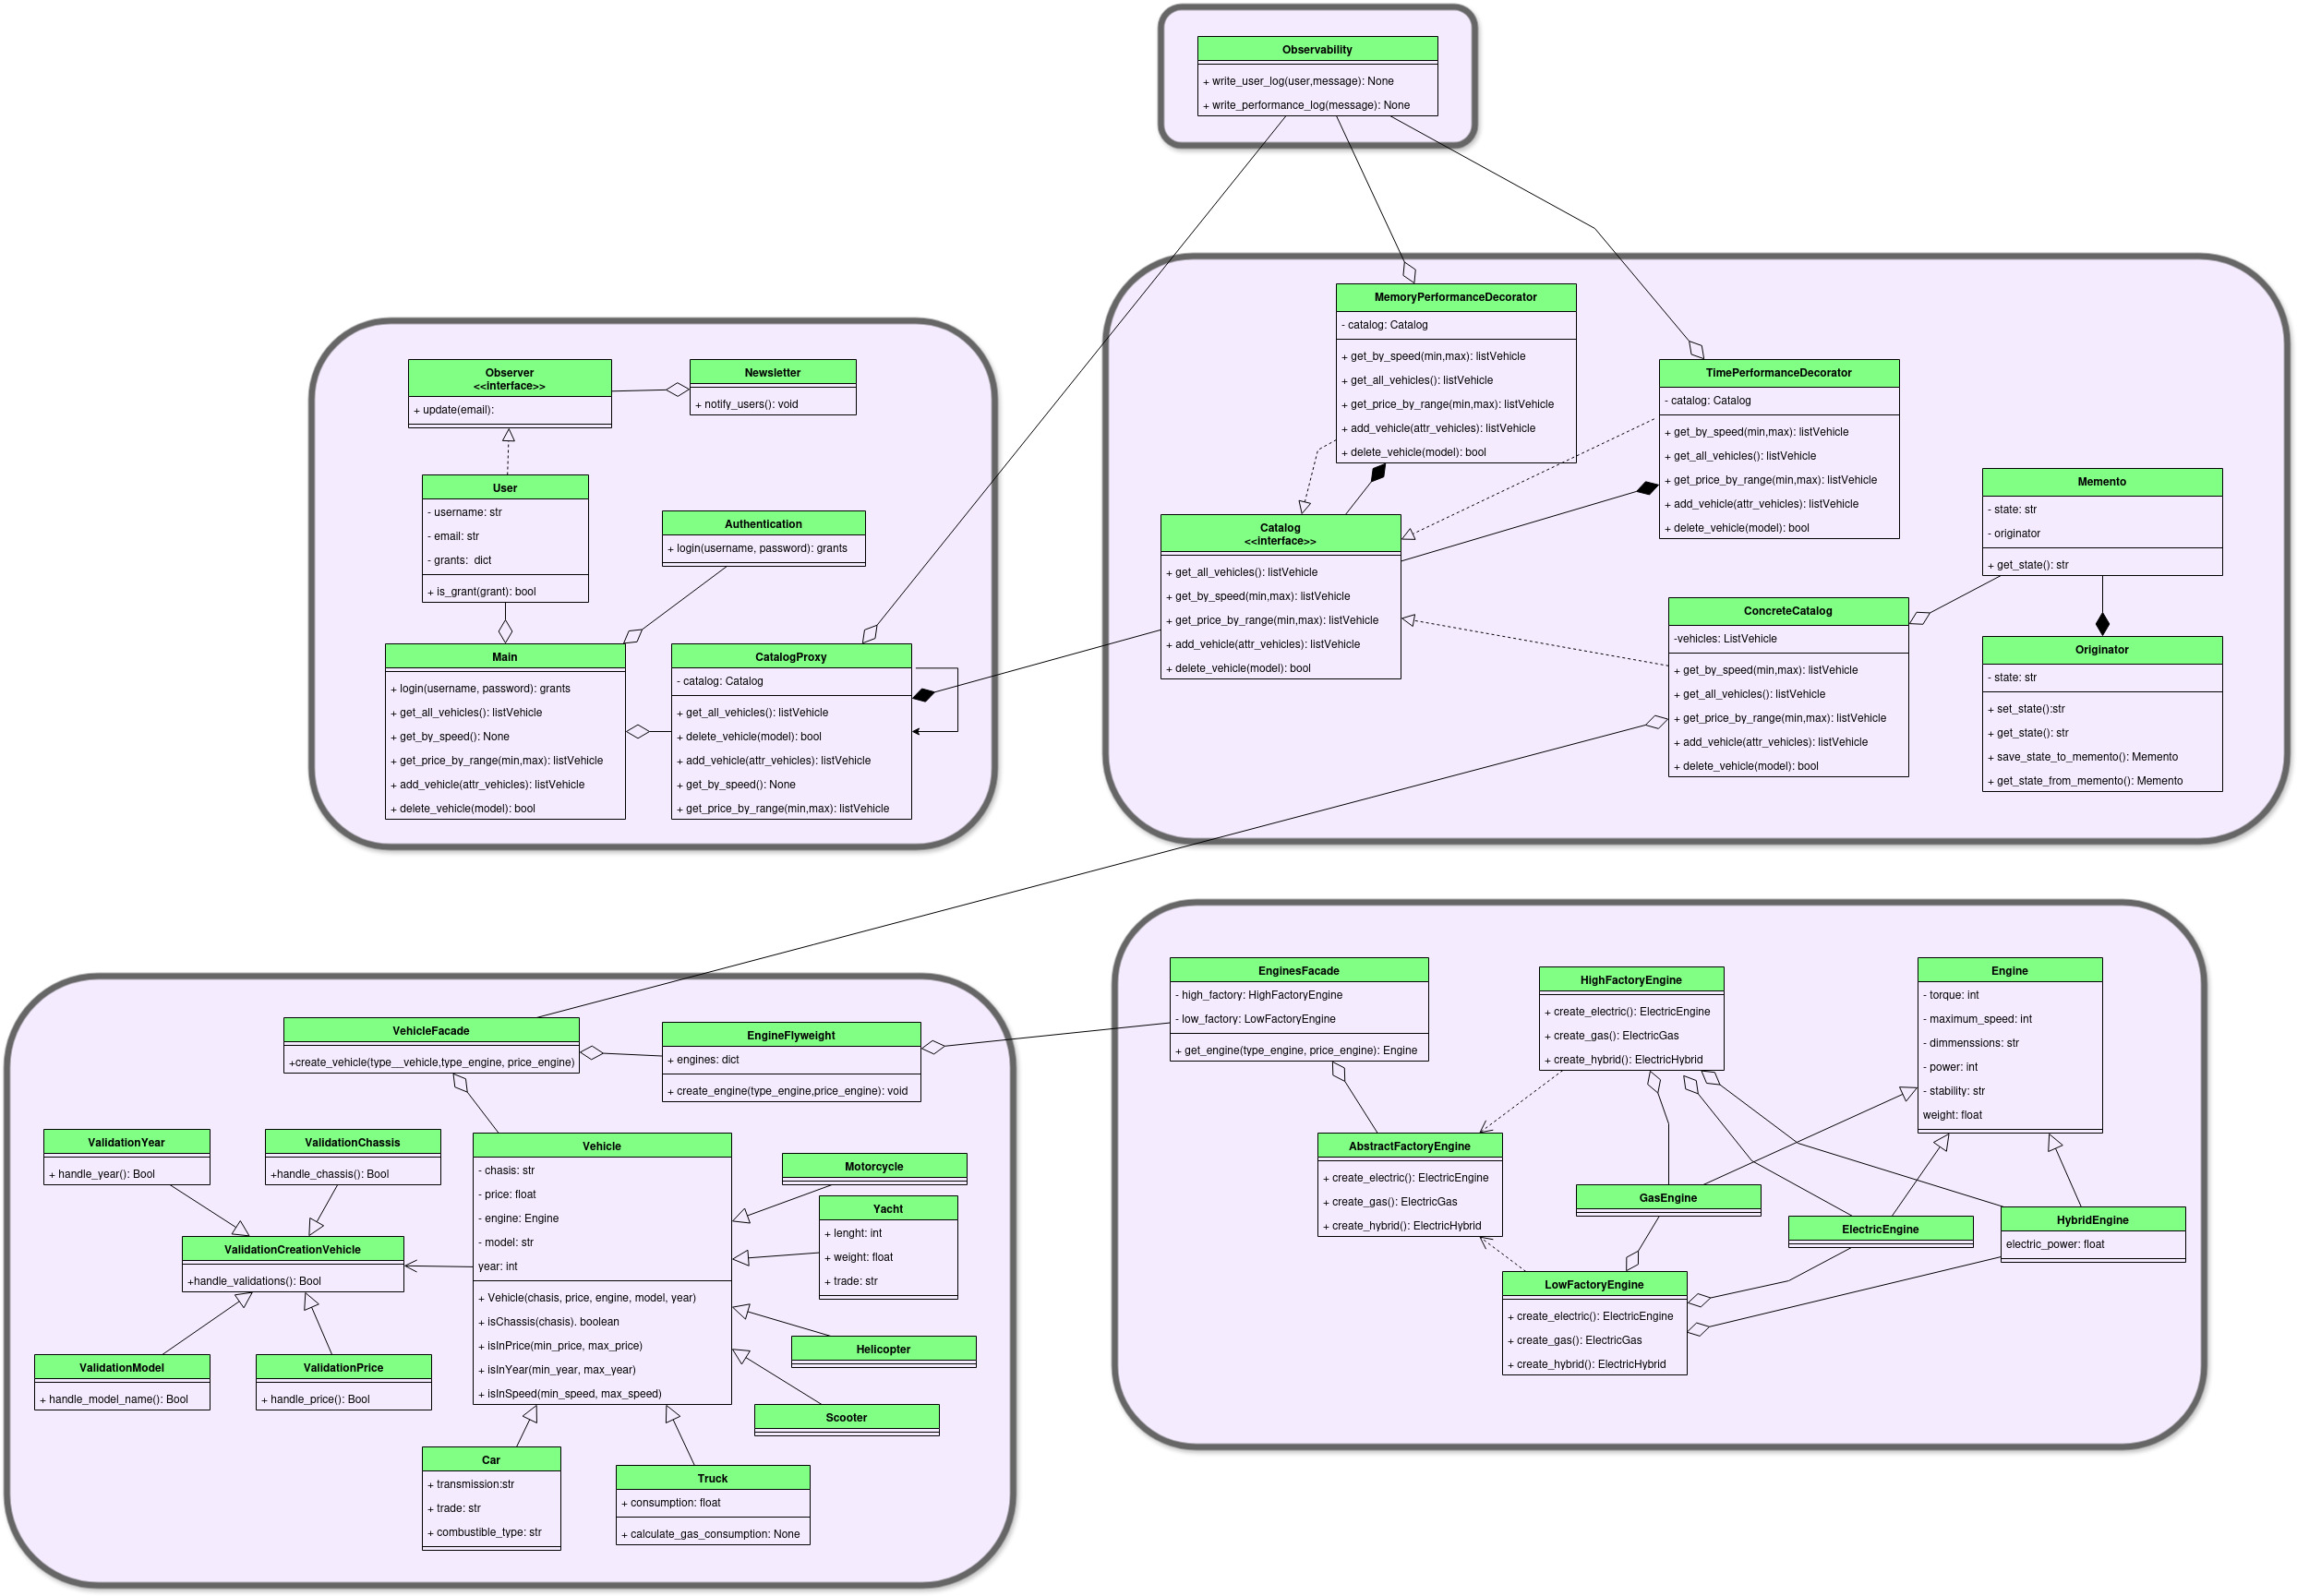 Observability
+ write_user_log(user,message): None
+ write_performance_log(message): None
Observer
<<interface>>
+ update(email):
Newsletter
+ notify_users(): void
User
- username: str
- email: str
- grants:  dict
+ is_grant(grant): bool
Authentication
+ login(username, password): grants
Main
+ login(username, password): grants
+ get_all_vehicles(): listVehicle
+ get_by_speed(): None
+ get_price_by_range(min,max): listVehicle
+ add_vehicle(attr_vehicles): listVehicle
+ delete_vehicle(model): bool
CatalogProxy
- catalog: Catalog
+ get_all_vehicles(): listVehicle
+ delete_vehicle(model): bool
+ add_vehicle(attr_vehicles): listVehicle
+ get_by_speed(): None
+ get_price_by_range(min,max): listVehicle
MemoryPerformanceDecorator
- catalog: Catalog
+ get_by_speed(min,max): listVehicle
+ get_all_vehicles(): listVehicle
+ get_price_by_range(min,max): listVehicle
+ add_vehicle(attr_vehicles): listVehicle
+ delete_vehicle(model): bool
TimePerformanceDecorator
- catalog: Catalog
+ get_by_speed(min,max): listVehicle
+ get_all_vehicles(): listVehicle
+ get_price_by_range(min,max): listVehicle
+ add_vehicle(attr_vehicles): listVehicle
+ delete_vehicle(model): bool
Catalog
<<interface>>
+ get_all_vehicles(): listVehicle
+ get_by_speed(min,max): listVehicle
+ get_price_by_range(min,max): listVehicle
+ add_vehicle(attr_vehicles): listVehicle
+ delete_vehicle(model): bool
Memento
- state: str
- originator
+ get_state(): str
ConcreteCatalog
-vehicles: ListVehicle
+ get_by_speed(min,max): listVehicle
+ get_all_vehicles(): listVehicle
+ get_price_by_range(min,max): listVehicle
+ add_vehicle(attr_vehicles): listVehicle
+ delete_vehicle(model): bool
Originator
- state: str
+ set_state():str
+ get_state(): str
+ save_state_to_memento(): Memento
+ get_state_from_memento(): Memento
VehicleFacade
+create_vehicle(type__vehicle,type_engine, price_engine)
EngineFlyweight
+ engines: dict
+ create_engine(type_engine,price_engine): void
ValidationYear
+ handle_year(): Bool
ValidationChassis
+handle_chassis(): Bool
ValidationCreationVehicle
+handle_validations(): Bool
ValidationModel
+ handle_model_name(): Bool
ValidationPrice
+ handle_price(): Bool
Vehicle
- chasis: str
- price: float
- engine: Engine
- model: str
year: int
+ Vehicle(chasis, price, engine, model, year)
+ isChassis(chasis). boolean
+ isInPrice(min_price, max_price)
+ isInYear(min_year, max_year)
+ isInSpeed(min_speed, max_speed)
Motorcycle
Yacht
+ lenght: int
+ weight: float
+ trade: str
Helicopter
Scooter
Car
+ transmission:str
+ trade: str
+ combustible_type: str
Truck
+ consumption: float
+ calculate_gas_consumption: None
EnginesFacade
- high_factory: HighFactoryEngine
- low_factory: LowFactoryEngine
+ get_engine(type_engine, price_engine): Engine
HighFactoryEngine
+ create_electric(): ElectricEngine
+ create_gas(): ElectricGas
+ create_hybrid(): ElectricHybrid
Engine
- torque: int
- maximum_speed: int
- dimmenssions: str
- power: int
- stability: str
weight: float
AbstractFactoryEngine
+ create_electric(): ElectricEngine
+ create_gas(): ElectricGas
+ create_hybrid(): ElectricHybrid
GasEngine
ElectricEngine
HybridEngine
electric_power: float
LowFactoryEngine
+ create_electric(): ElectricEngine
+ create_gas(): ElectricGas
+ create_hybrid(): ElectricHybrid